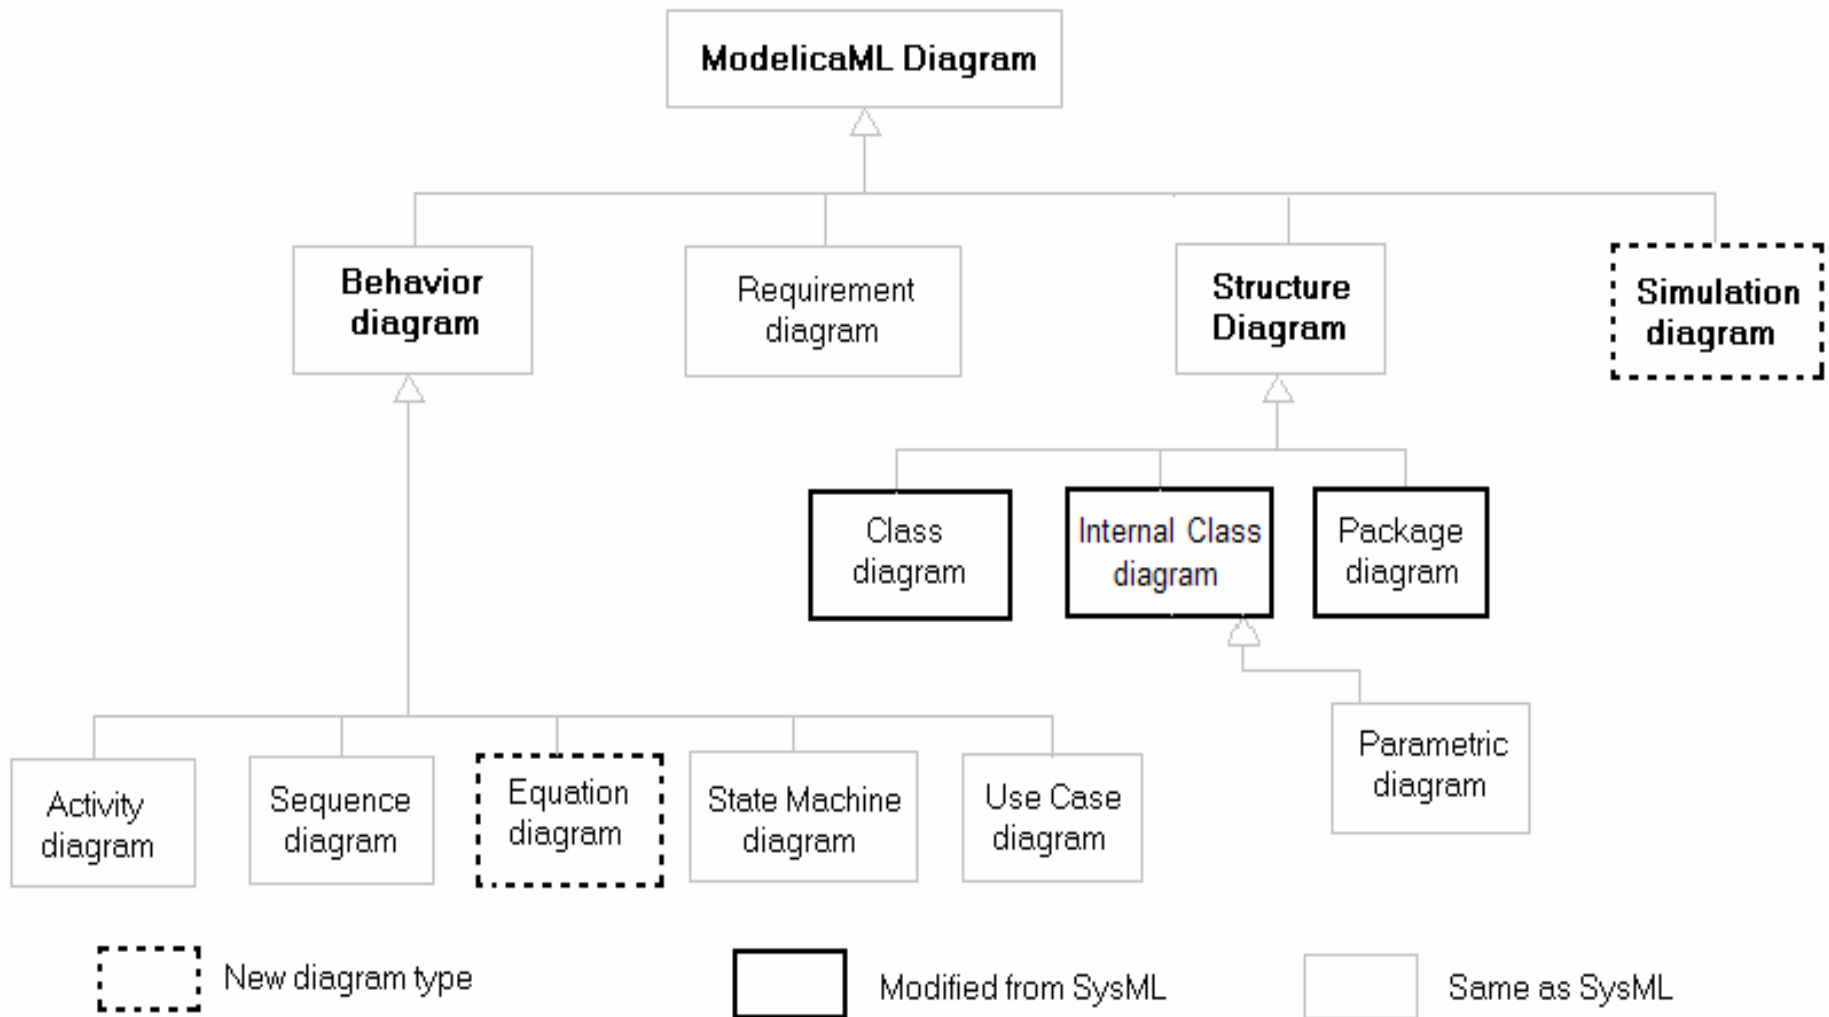 ModelicaML Diagram
Behavior
diagram
Requirement
diagram
Structure
Diagram
Simulation
diagram
Class
diagram
Internal Class
diagram
Package
diagram
Parametric
diagram
Activity
diagram
Sequence
diagram
Equation
diagram
State Machine
diagram
Use Case
diagram
New diagram type
Modified from SysML
Same as SysML